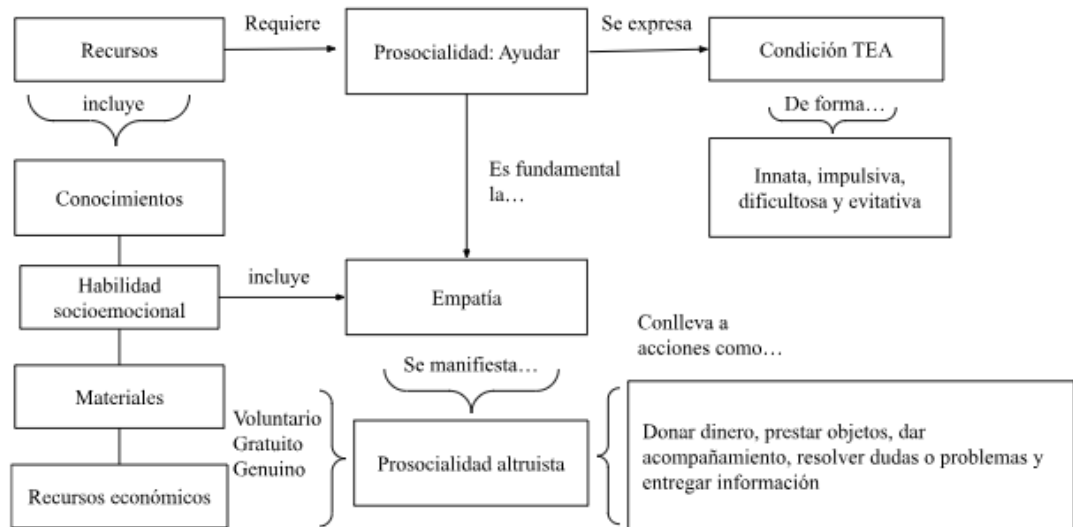 Recursos
Requiere
Prosocialidad: Ayudar
Se expresa
Condición TEA
incluye
De forma…
Conocimientos
Es fundamental
la…
Innata, impulsiva,
dificultosa y evitativa
Habilidad
socioemocional
incluye
Empatía
Conlleva a
acciones como…
Se manifiesta…
Materiales
Voluntario
Gratuito
Genuino
Prosocialidad altruista
Donar dinero, prestar objetos, dar
acompañamiento, resolver dudas o problemas y
entregar información
Recursos económicos